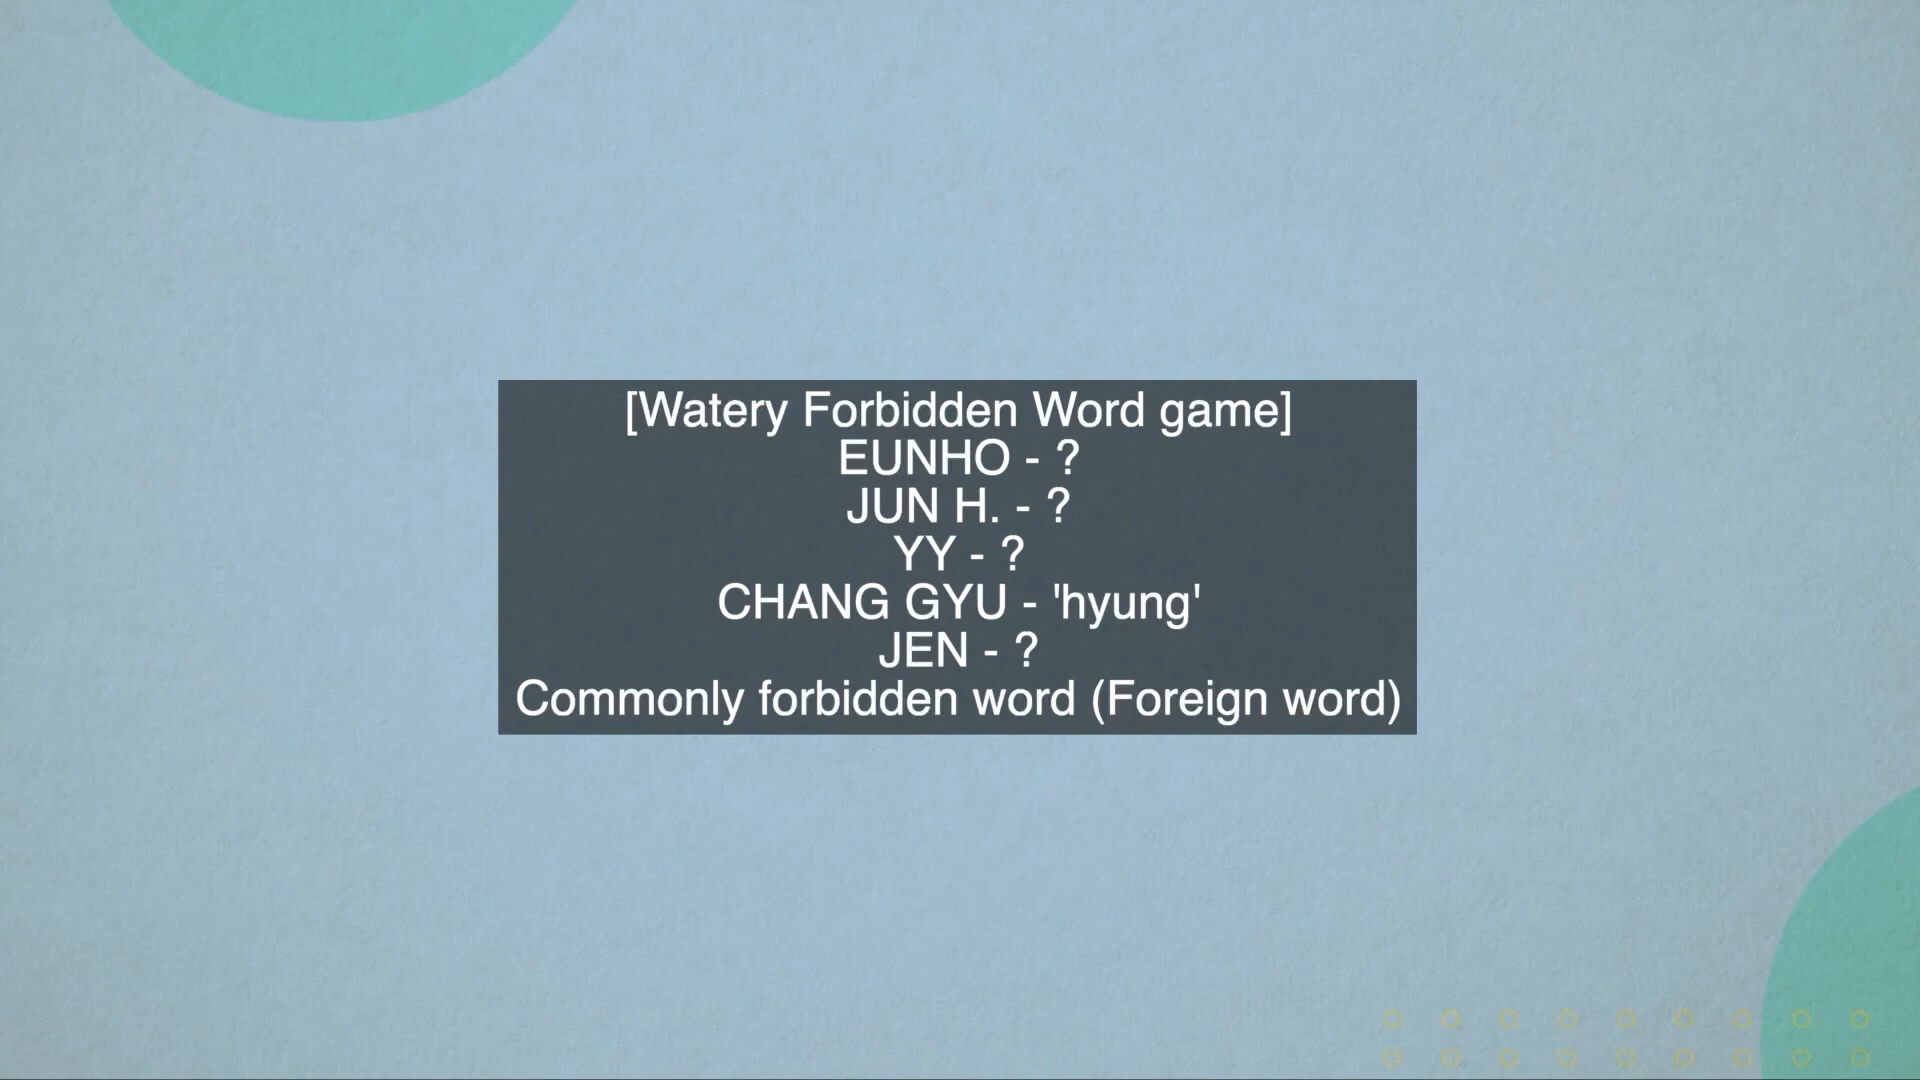 [Watery Forbidden Word game]
EUNHO - ?
JUN H. - ?
YY - ?
CHANG GYU - 'hyung'
JEN - ?
Commonly forbidden word (Foreign word)